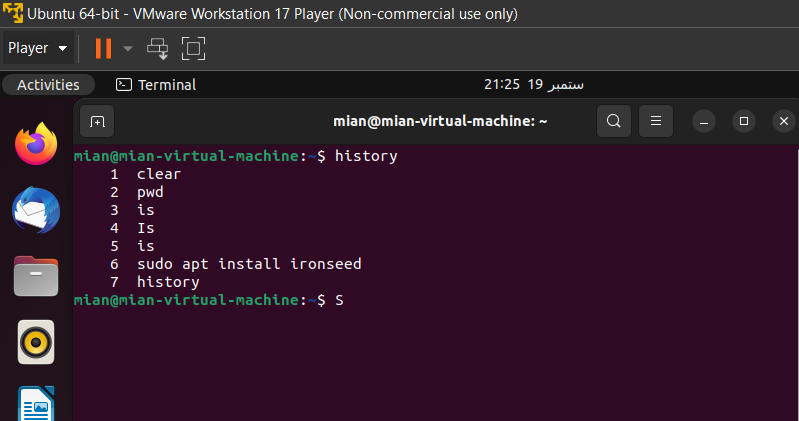 Ubuntu 64-bit - VMware Workstation 17 Player (Non-commercial use only)
Player
Activities Terminal 21:25 19 ستمبر
mian@mian-virtual-machine: ~
mian@mian-virtual-machine:~$ history
1 clear
2 pwd
3 is
4 Is
5 is
6 sudo apt install ironseed
7 history
mian@mian-virtual-machine:~$ S